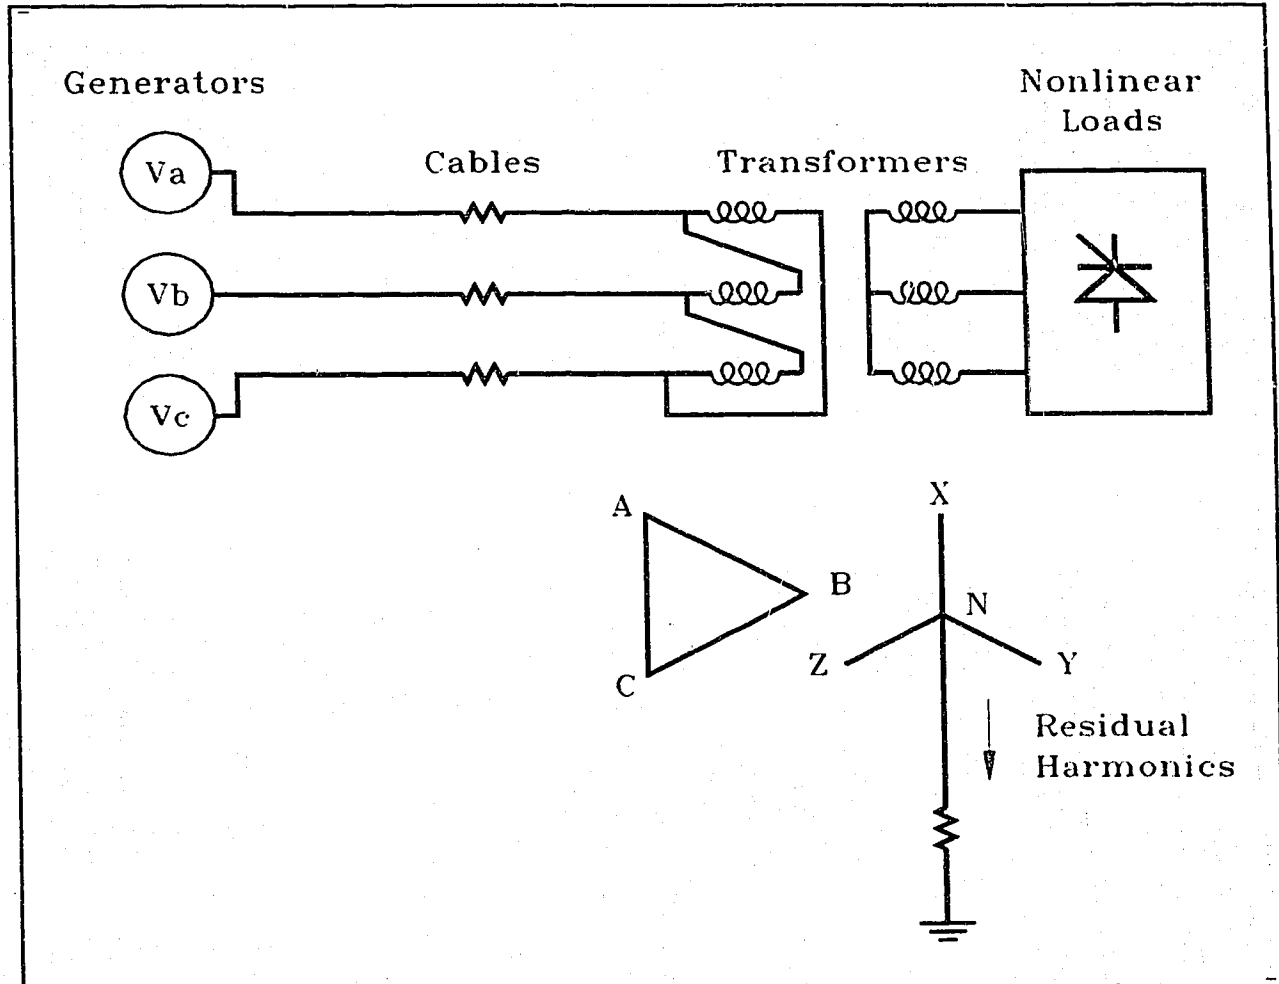 Generators
Nonlinear
Loads
Cables
Transformers
Va
Vb
Vc
A
B
C
X
N
Z
Y
Residual
Harmonics